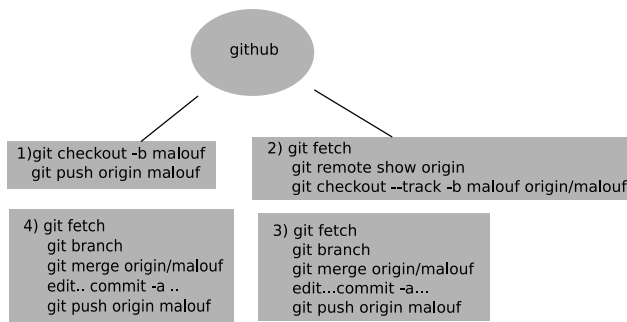 github
1)git checkout -b malouf
git push origin malouf
2) git fetch
git remote show origin
git checkout --track -b malouf origin/malouf
4) git fetch
git branch
git merge origin/malouf
edit.. commit -a ..
git push origin malouf
3) git fetch
git branch
git merge origin/malouf
edit...commit -a...
git push origin malouf